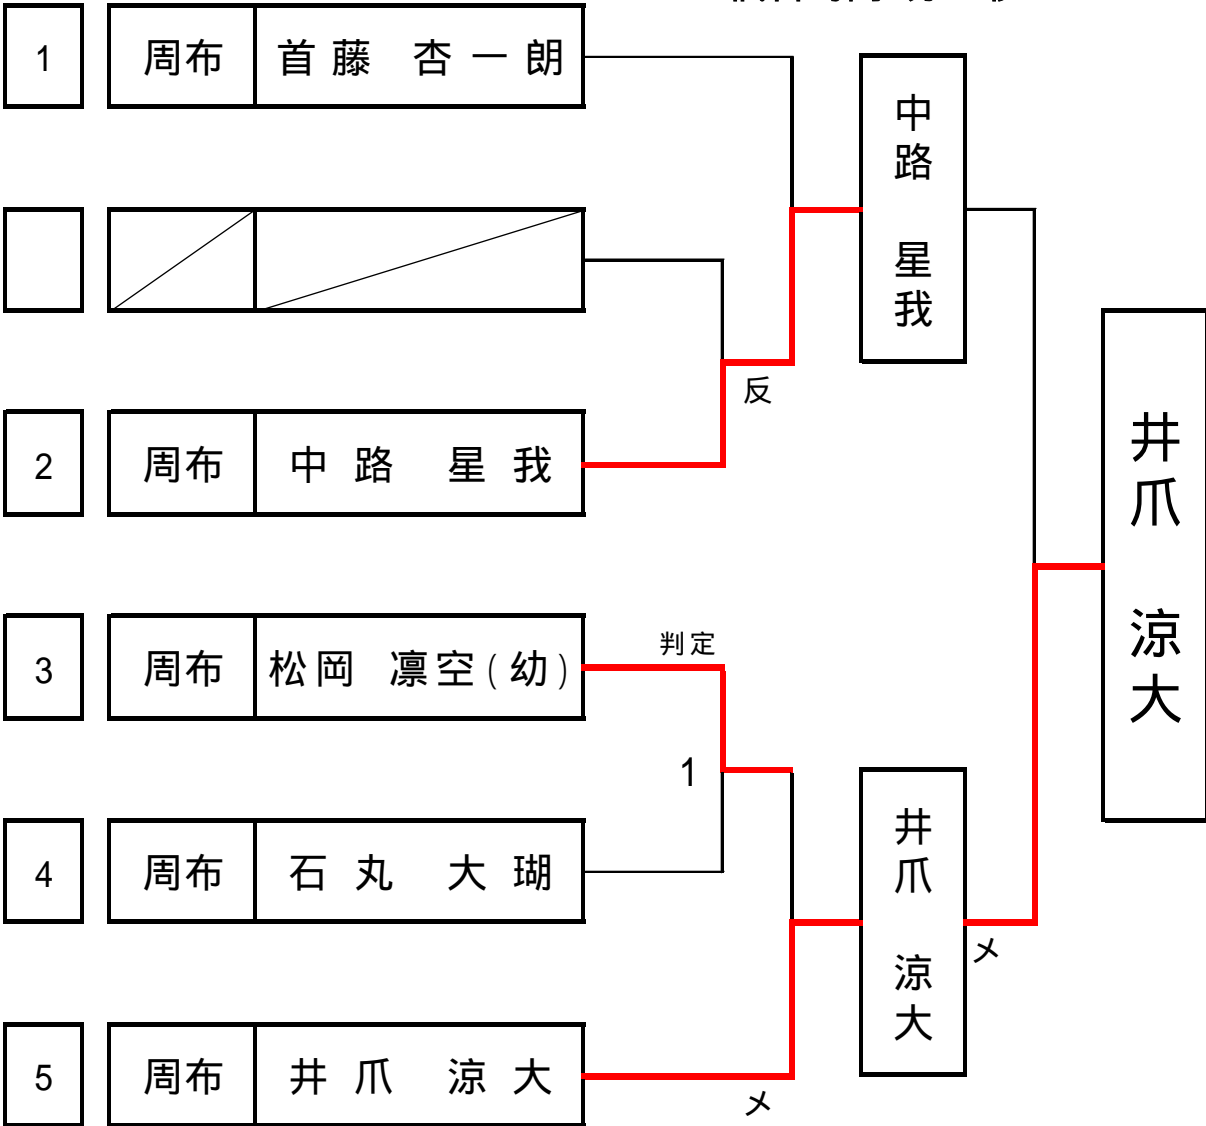 1 周布 首藤 杏一朗
中路 星我
反
2 周布 中路 星我
井爪 涼大
3 周布 松岡 凛空(幼)
判定
1
4 周布 石丸 大瑚
井爪 涼大
メ
5 周布 井爪 涼大
メ